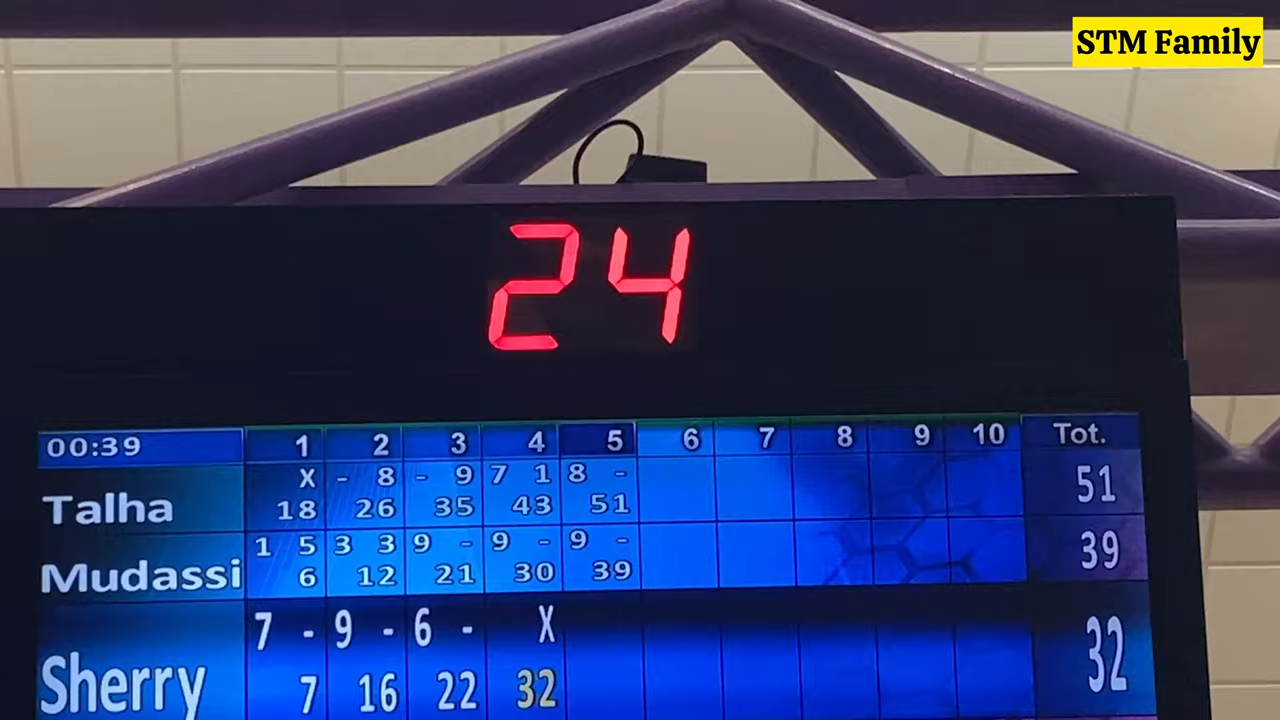 STM Family
24
00:39 1 2 3 4 5 6 7 8 9 10 Tot.
X - 8 - 9 7 1 8 -
Talha 18 26 35 43 51 51
1 5 3 3 9 - 9 - 9 -
Mudassi 6 12 21 30 39 39
7 - 9 - 6 - X
Sherry 7 16 22 32 32